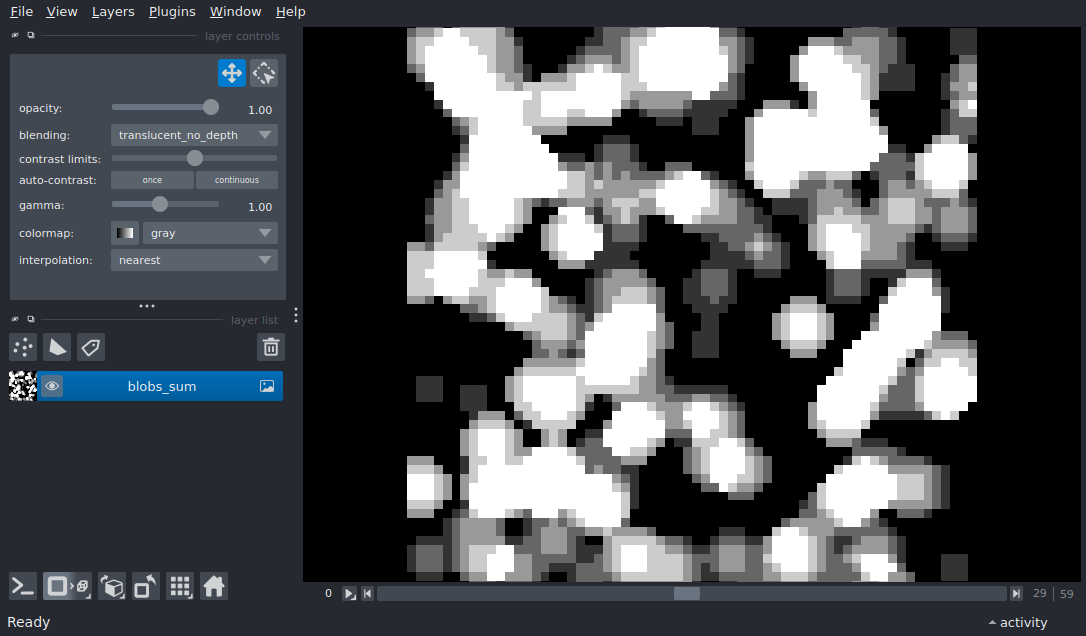 File View Layers Plugins Window Help
layer controls
opacity: 1.00
blending: translucent_no_depth
contrast limits:
auto-contrast: once continuous
gamma: 1.00
colormap: gray
interpolation: nearest
layer list
blobs_sum
0 29 59
Ready activity